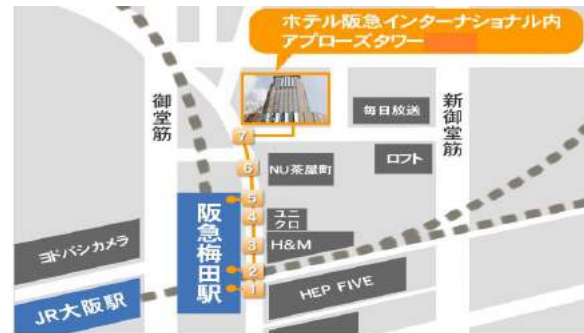 ホテル阪急インターナショナル内
アプローズタワー
御堂筋
新御堂筋
毎日放送
7
ロフト
6
NU茶屋町
5
阪急梅田駅
4
ユニ
クロ
3
H&M
ヨドバシカメラ
2
1
HEP FIVE
JR大阪駅